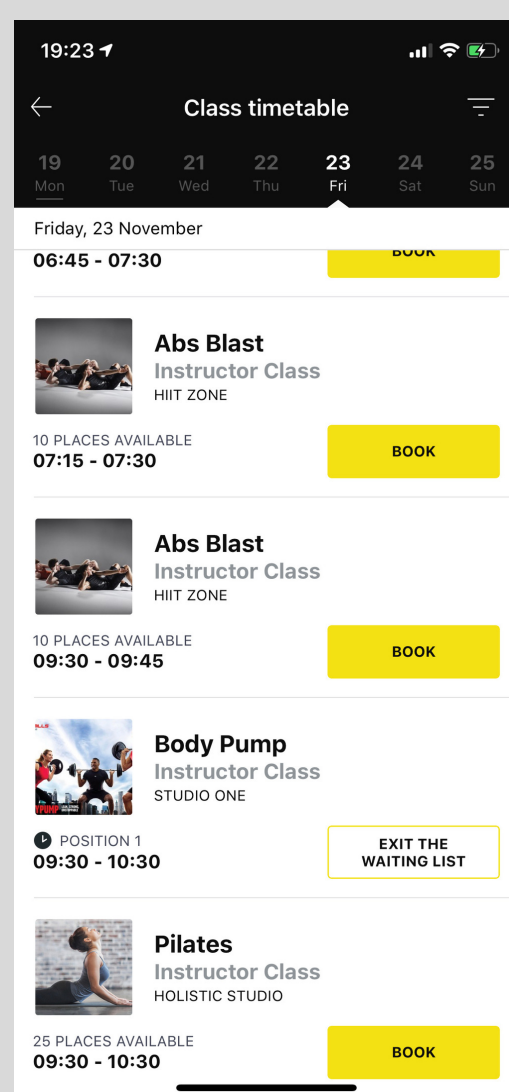 19:23
Class timetable
19 20 21 22 23 24 25
Mon Tue Wed Thu Fri Sat Sun
Friday, 23 November
06:45 - 07:30
BOOK
Abs Blast
Instructor Class
HIIT ZONE
10 PLACES AVAILABLE
07:15 - 07:30
BOOK
Abs Blast
Instructor Class
HIIT ZONE
10 PLACES AVAILABLE
09:30 - 09:45
BOOK
Body Pump
Instructor Class
STUDIO ONE
POSITION 1
09:30 - 10:30
EXIT THE
WAITING LIST
Pilates
Instructor Class
HOLISTIC STUDIO
25 PLACES AVAILABLE
09:30 - 10:30
BOOK